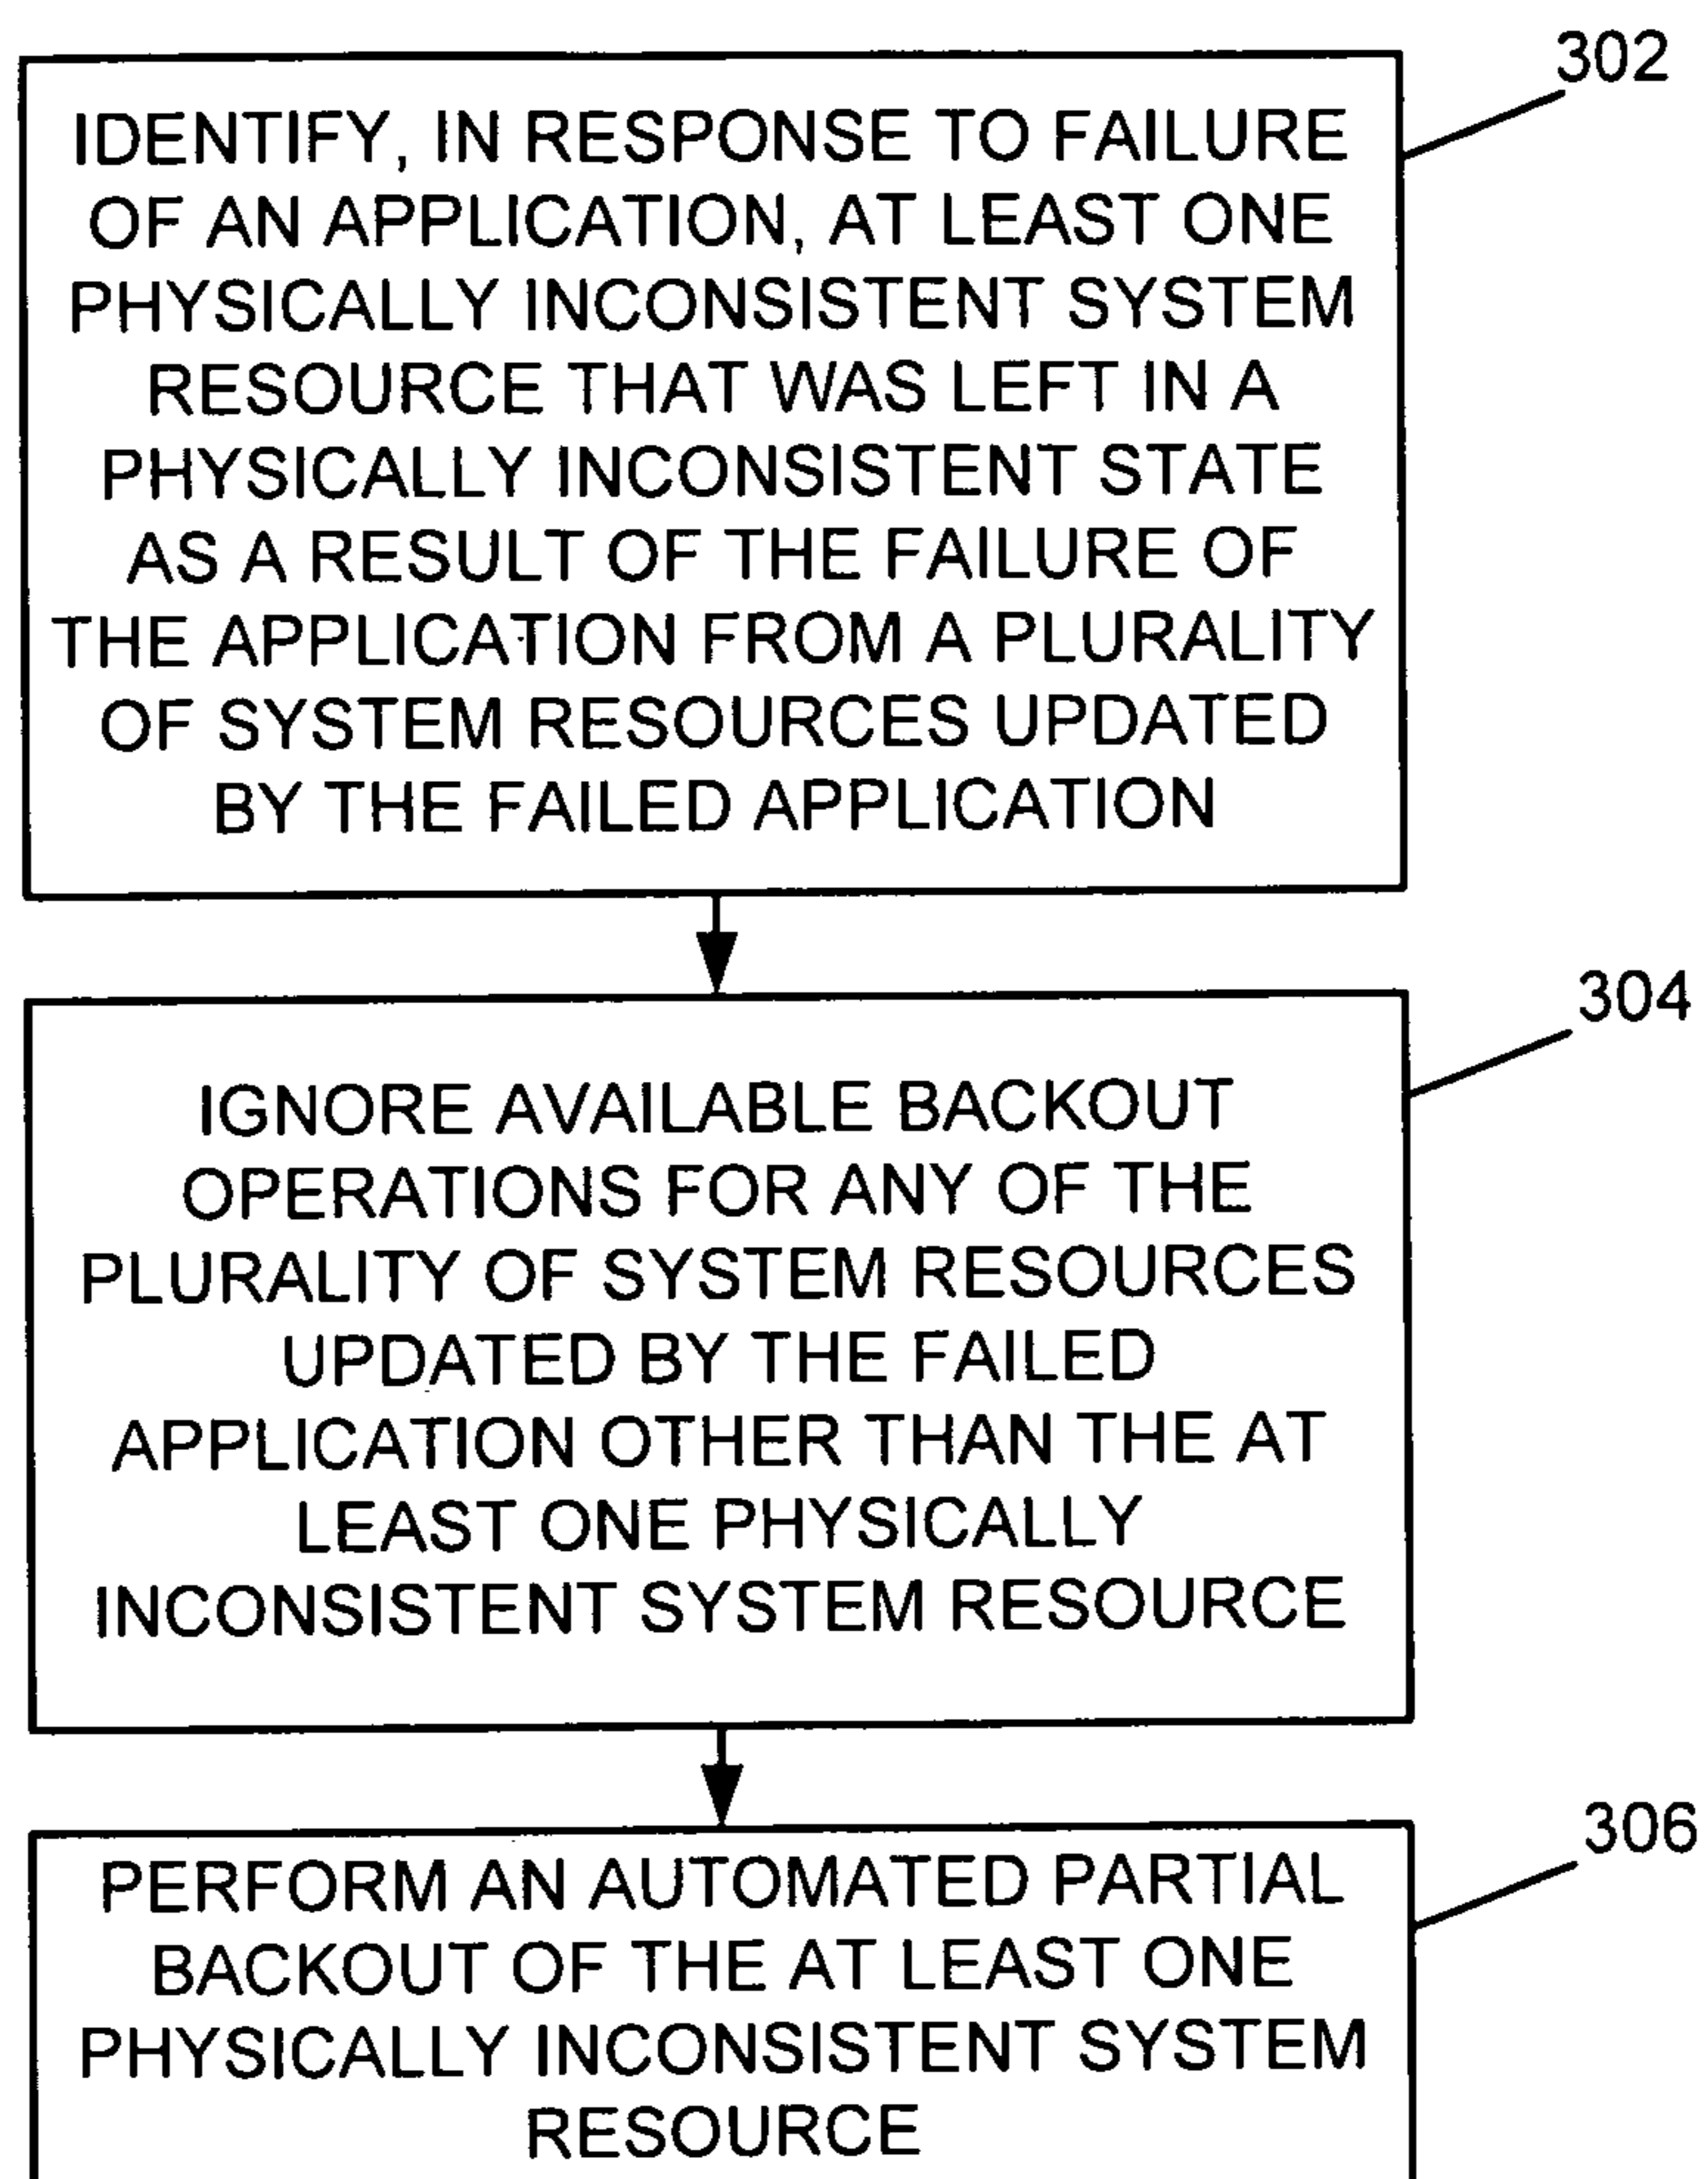 302
IDENTIFY, IN RESPONSE TO FAILURE
OF AN APPLICATION, AT LEAST ONE
PHYSICALLY INCONSISTENT SYSTEM
RESOURCE THAT WAS LEFT IN A
PHYSICALLY INCONSISTENT STATE
AS A RESULT OF THE FAILURE OF
THE APPLICATION FROM A PLURALITY
OF SYSTEM RESOURCES UPDATED
BY THE FAILED APPLICATION
304
IGNORE AVAILABLE BACKOUT
OPERATIONS FOR ANY OF THE
PLURALITY OF SYSTEM RESOURCES
UPDATED BY THE FAILED
APPLICATION OTHER THAN THE AT
LEAST ONE PHYSICALLY
INCONSISTENT SYSTEM RESOURCE
306
PERFORM AN AUTOMATED PARTIAL
BACKOUT OF THE AT LEAST ONE
PHYSICALLY INCONSISTENT SYSTEM
RESOURCE